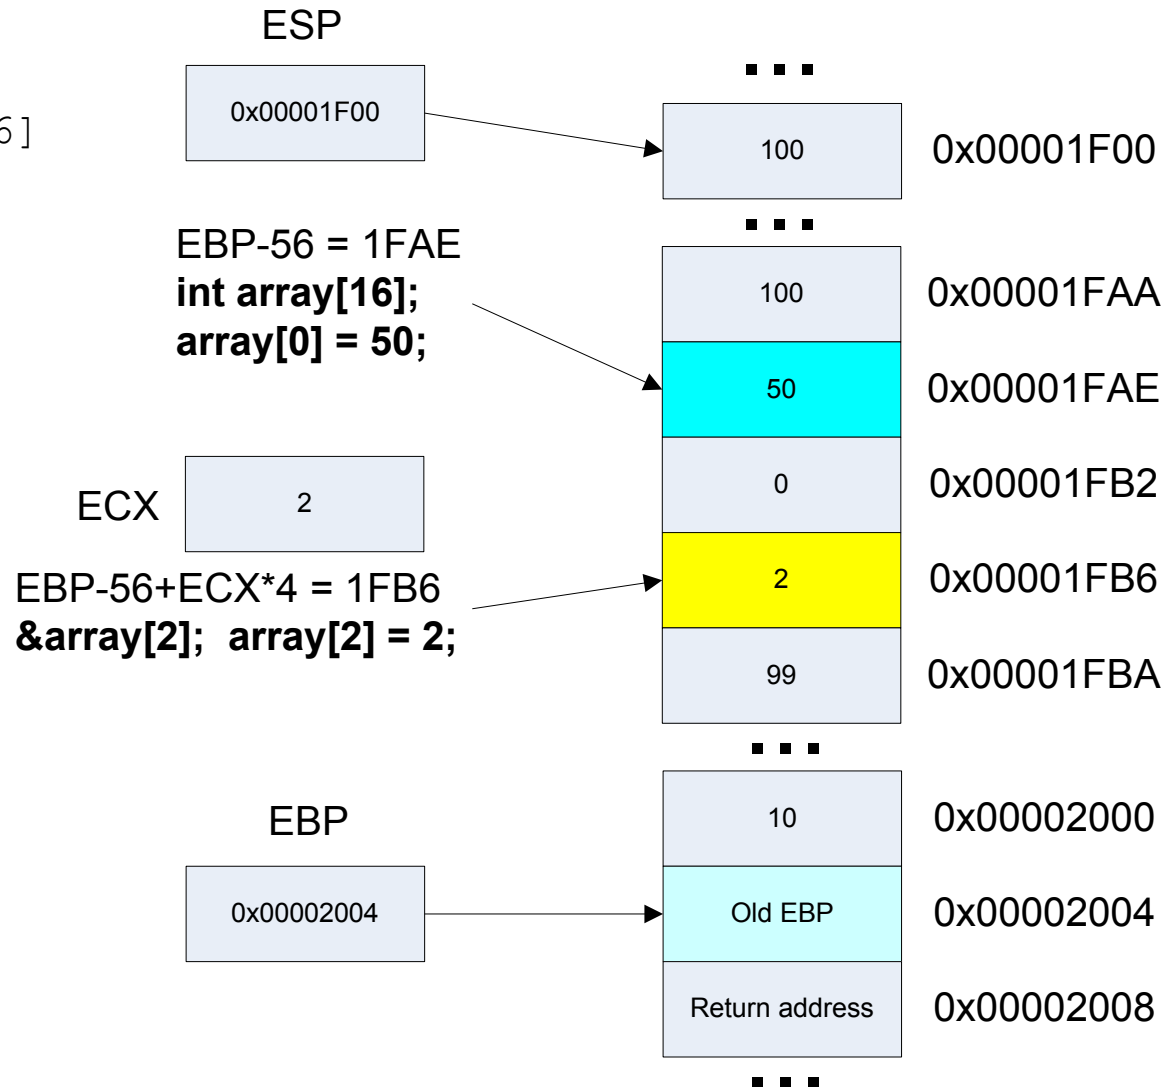 ESP
6]
0x00001F00
...
100
0x00001F00
...
EBP-56 = 1FAE
int array[16];
array[0] = 50;
100
0x00001FAA
50
0x00001FAE
ECX
2
0
0x00001FB2
EBP-56+ECX*4 = 1FB6
&array[2];  array[2] = 2;
2
0x00001FB6
99
0x00001FBA
...
EBP
10
0x00002000
0x00002004
Old EBP
0x00002004
Return address
0x00002008
...